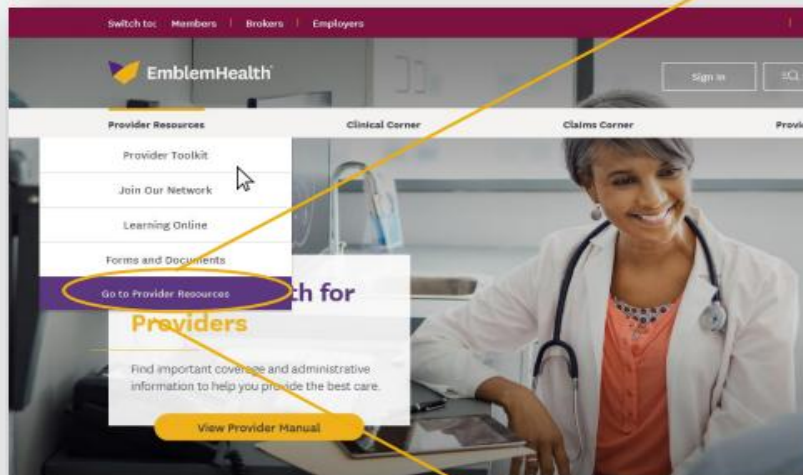 Switch to: Members | Brokers | Employers
EmblemHealth
Sign In
Provider Resources Clinical Corner Claims Corner
Provider Toolkit
Join Our Network
Learning Online
Forms and Documents
Go to Provider Resources
th for
Providers
Find important coverage and administrative
information to help you provide the best care.
View Provider Manual